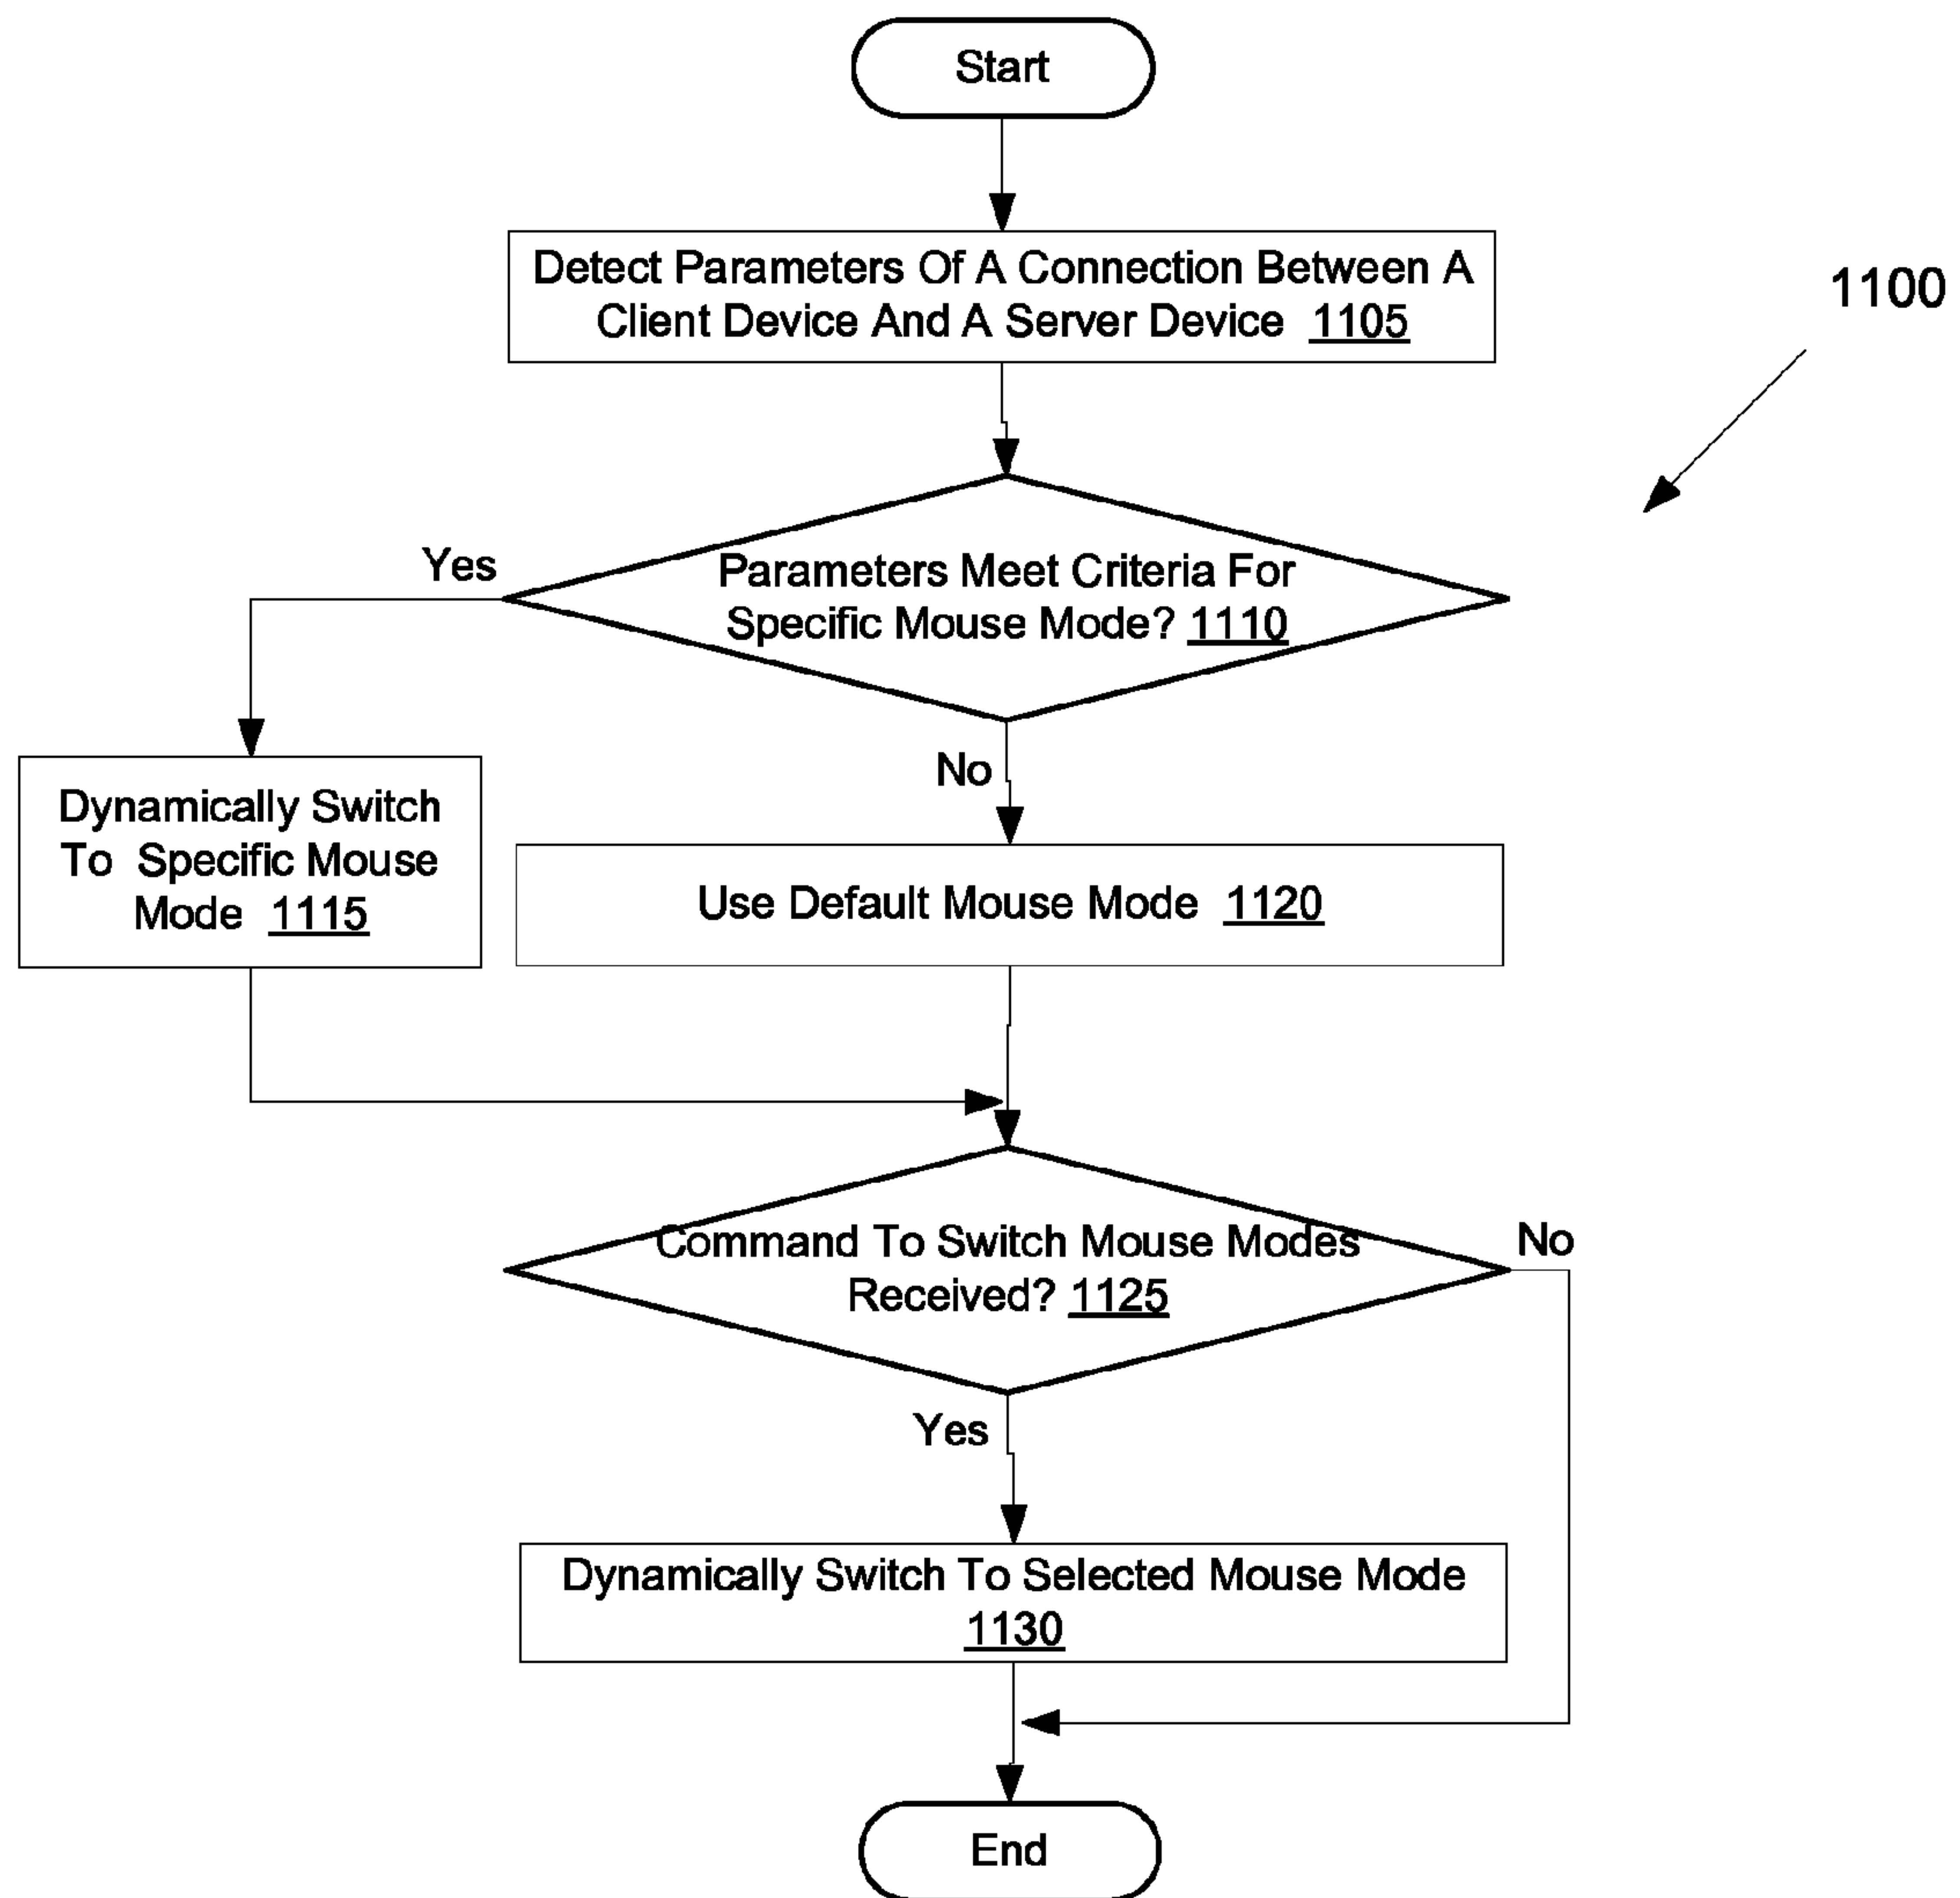 Start
Detect Parameters Of A Connection Between A
Client Device And A Server Device 1105
1100
Yes
Parameters Meet Criteria For
Specific Mouse Mode? 1110
No
Dynamically Switch
To Specific Mouse
Mode 1115
Use Default Mouse Mode 1120
Command To Switch Mouse Modes
Received? 1125
No
Yes
Dynamically Switch To Selected Mouse Mode
1130
End